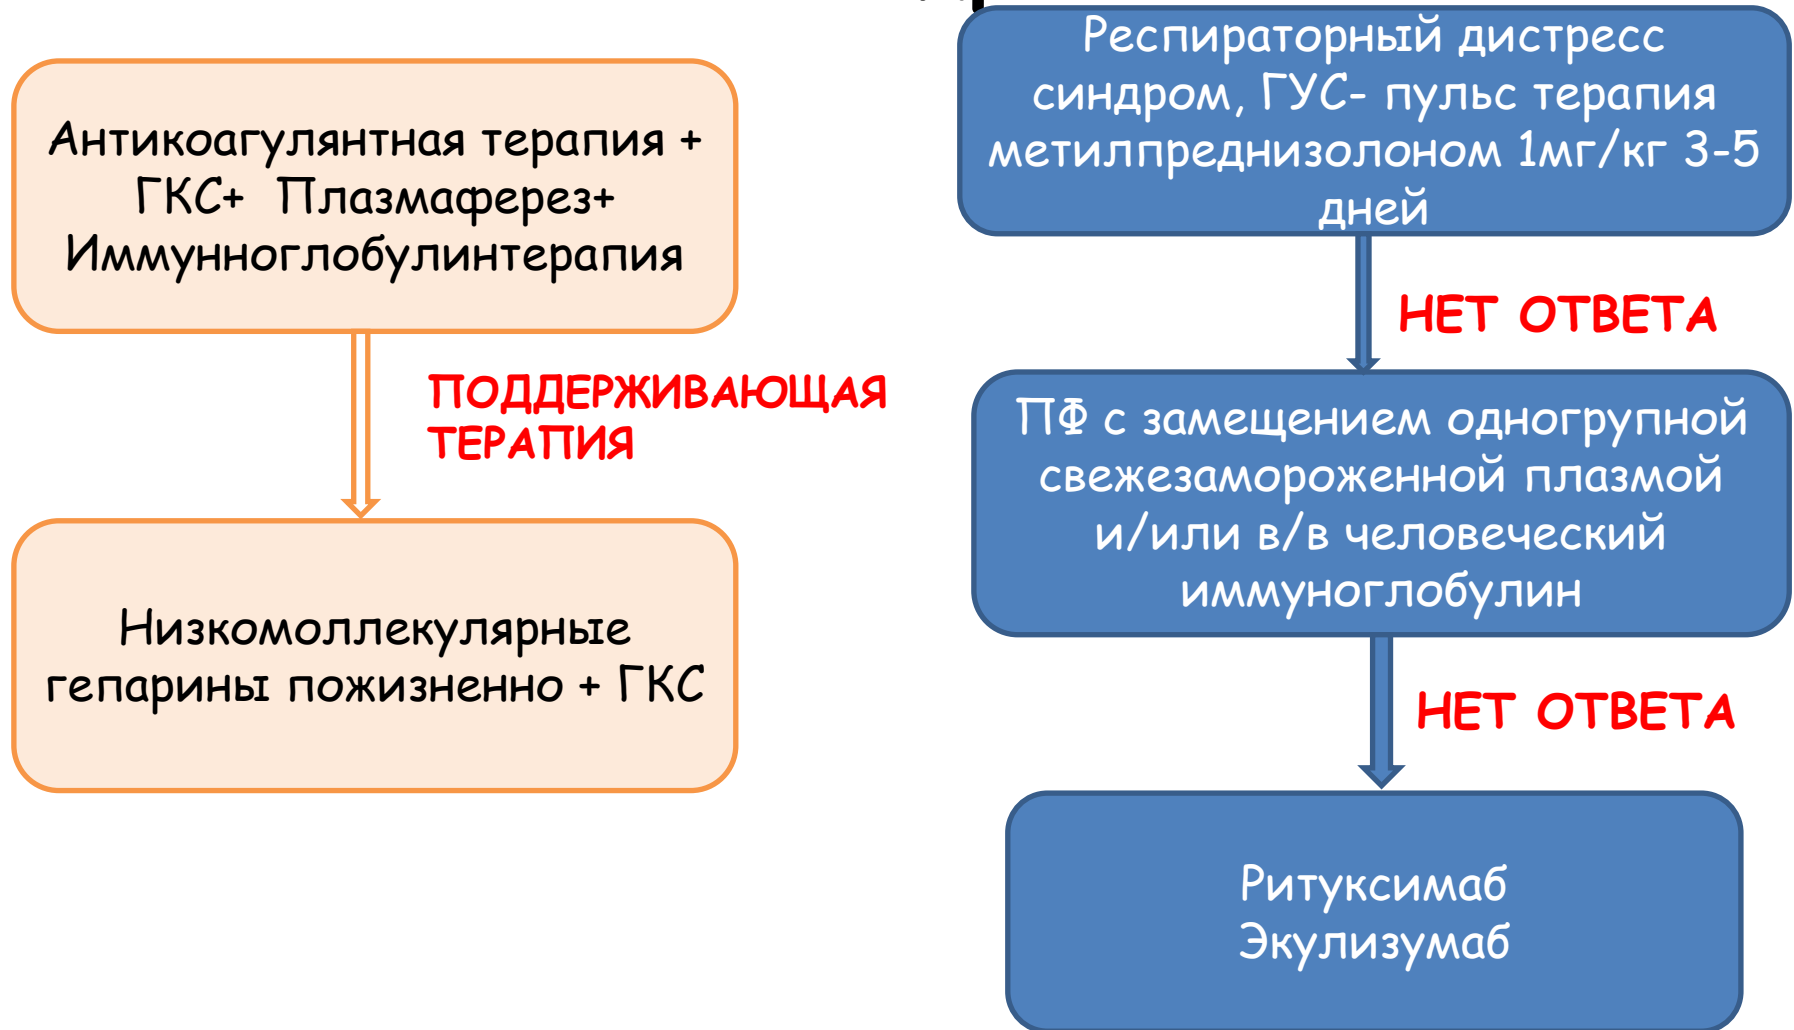 Антикоагулянтная терапия +
ГКС+ Плазмаферез+
Иммунноглобулинтерапия
ПОДДЕРЖИВАЮЩАЯ
ТЕРАПИЯ
Низкомоллекулярные
гепарины пожизненно + ГКС
Респираторный дистресс
синдром, ГУС- пульс терапия
метилпреднизолоном 1мг/кг 3-5
дней
НЕТ ОТВЕТА
ПФ с замещением одногрупной
свежезамороженной плазмой
и/или в/в человеческий
иммуноглобулин
НЕТ ОТВЕТА
Ритуксимаб
Экулизумаб